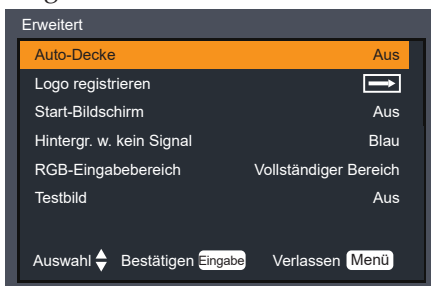 Erweitert
Auto-Decke Aus
Logo registrieren
Start-Bildschirm Aus
Hintergr. w. kein Signal Blau
RGB-Eingabebereich Vollständiger Bereich
Testbild Aus
Auswahl Bestätigen Eingabe Verlassen Menü